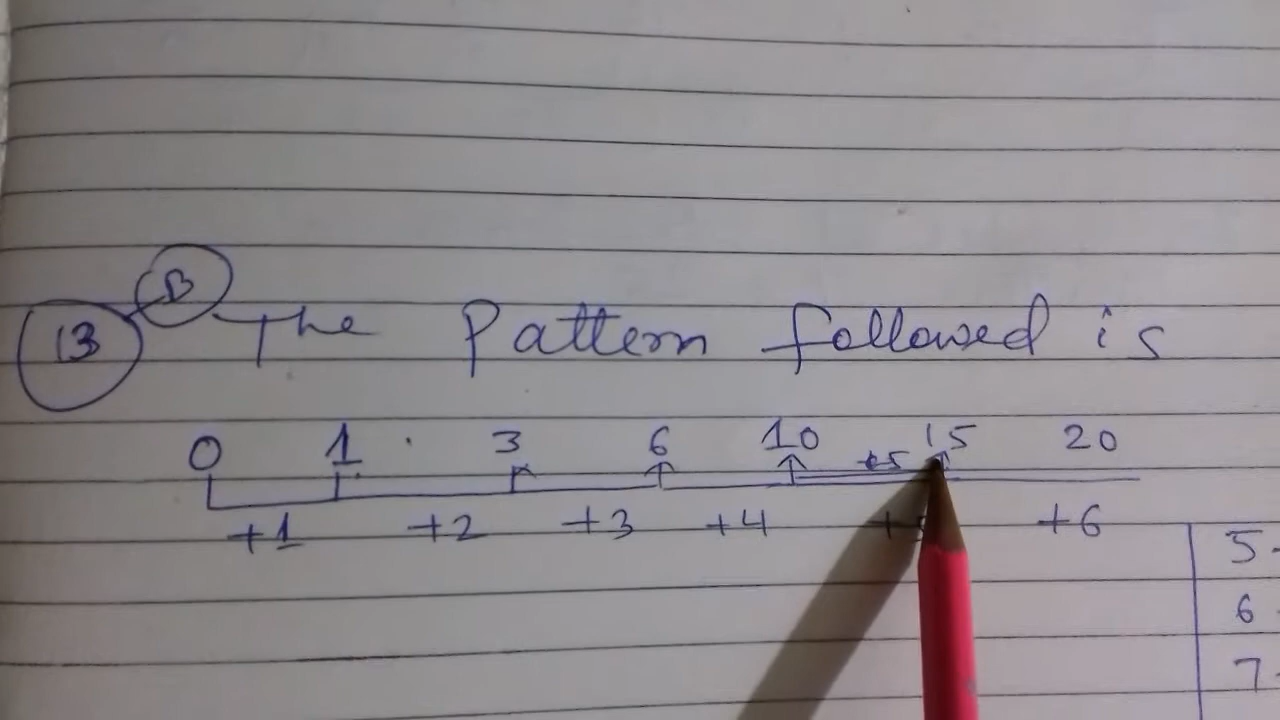 13 B The Pattern followed is
0 1 3 6 10 15 20
+5
+1 +2 +3 +4 +5 +6
5-
6
7-